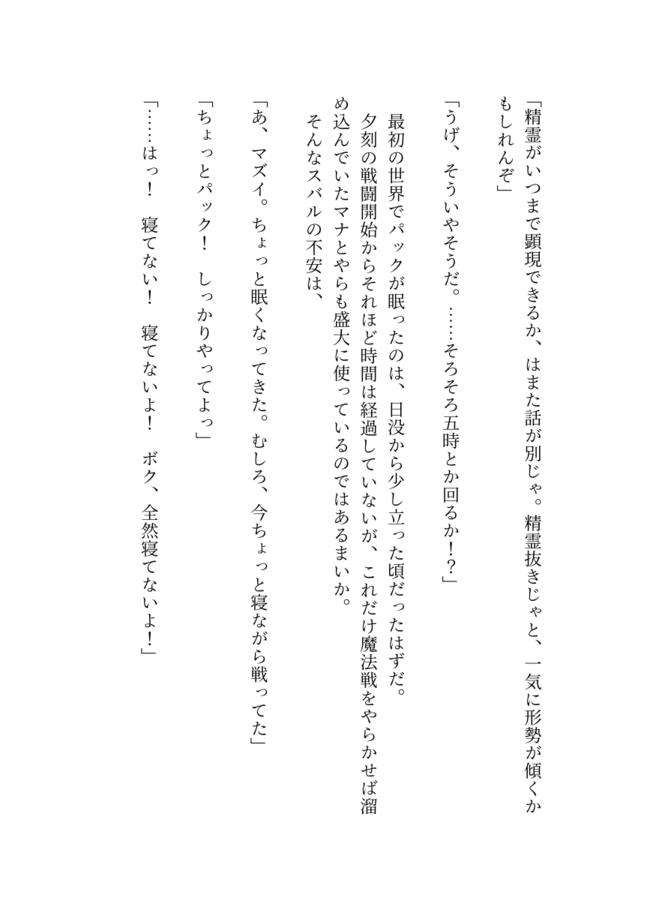 「精霊がいつまで顕現できるか、はまた話が別じゃ。精霊抜きじゃと、一気に形勢が傾くか
もしれんぞ」
「うげ、そういやそうだ。……そろそろ五時とか回るか！？」
　最初の世界でパックが眠ったのは、日没から少し立った頃だったはずだ。
　夕刻の戦闘開始からそれほど時間は経過していないが、これだけ魔法戦をやらかせば溜
め込んでいたマナとやらも盛大に使っているのではあるまいか。
　そんなスバルの不安は、
「あ、マズイ。ちょっと眠くなってきた。むしろ、今ちょっと寝ながら戦ってた」
「ちょっとパック！　しっかりやってよっ」
「……はっ！　寝てない！　寝てないよ！　ボク、全然寝てないよ！」